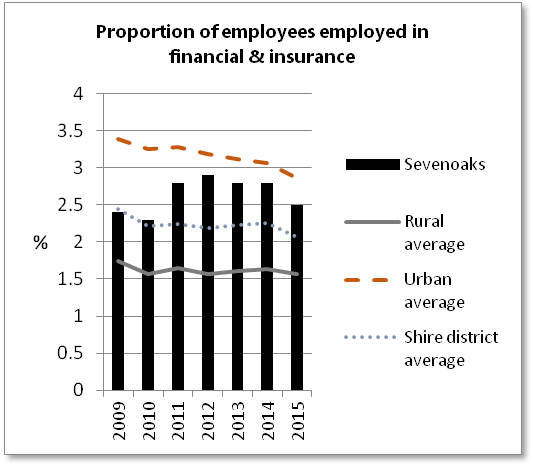 Proportion of employees employed in
financial & insurance
4
3.5
3
2.5
2
1.5
1
0.5
0
%
2009
2010
2011
2012
2013
2014
2015
Sevenoaks
Rural
average
Urban
average
Shire district
average